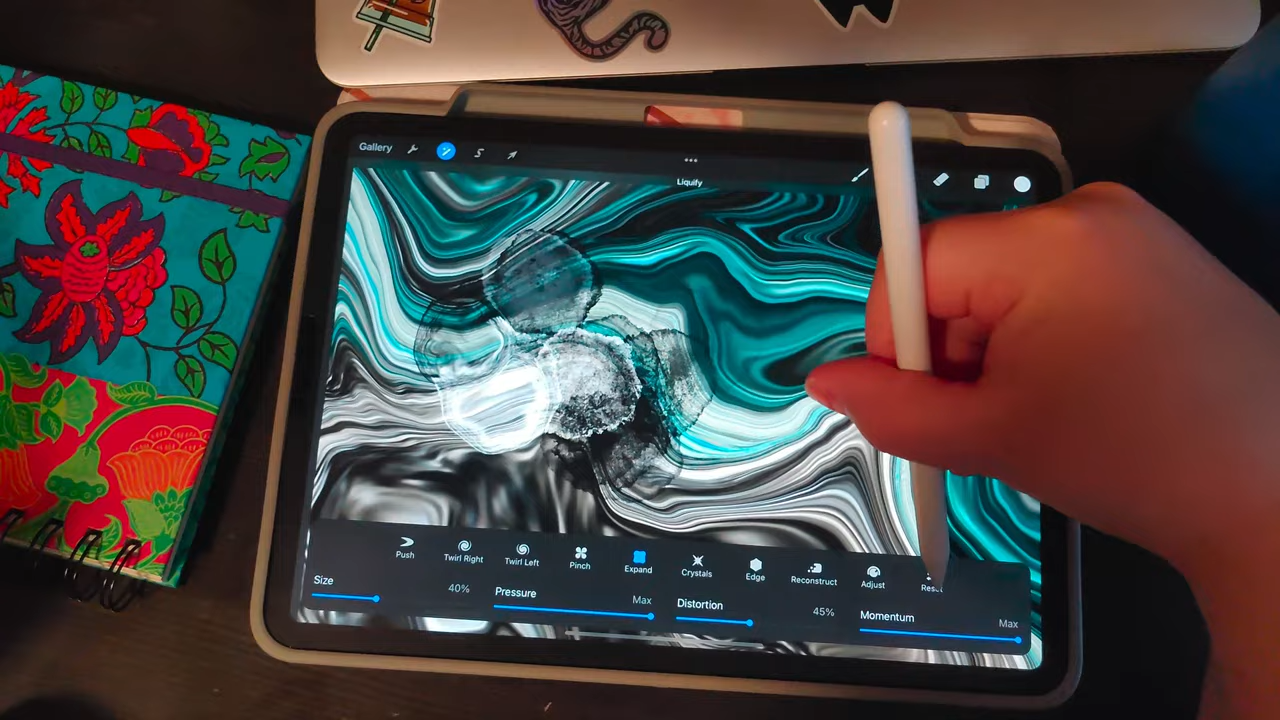 Gallery
Liquify
Push
Twirl Right
Twirl Left
Pinch
Expand
Crystals
Edge
Reconstruct
Adjust
Reset
Size 40%
Pressure Max
Distortion 45%
Momentum Max